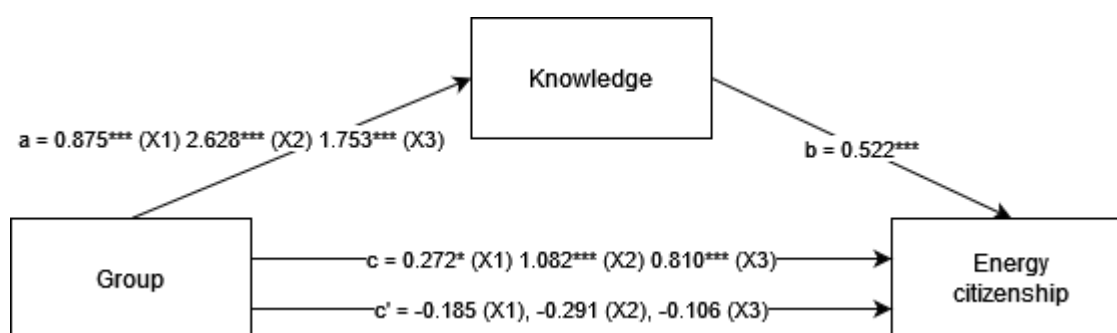 Knowledge
a = 0.875*** (X1) 2.628*** (X2) 1.753*** (X3)
b = 0.522***
Group
c = 0.272* (X1) 1.082*** (X2) 0.810*** (X3)
c' = -0.185 (X1), -0.291 (X2), -0.106 (X3)
Energy
citizenship